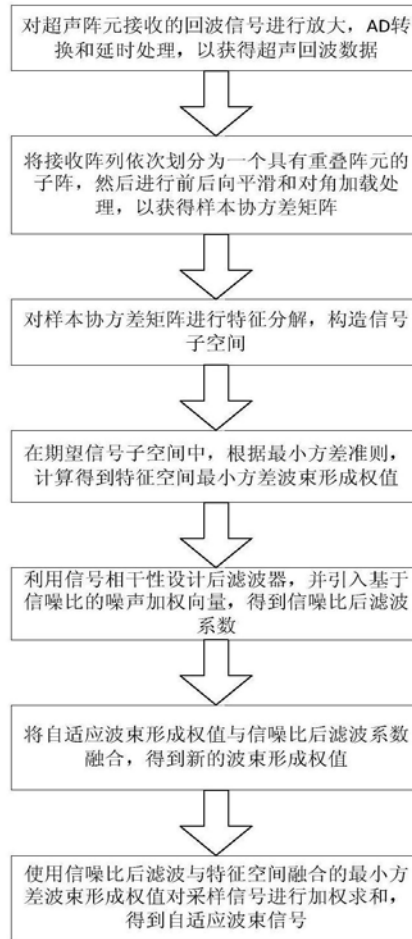 对超声阵元接收的回波信号进行放大，AD转
换和延时处理，以获得超声回波数据
将接收阵列依次划分为一个具有重叠阵元的
子阵，然后进行前后向平滑和对角加载处
理，以获得样本协方差矩阵
对样本协方差矩阵进行特征分解，构造信号
子空间
在期望信号子空间中，根据最小方差准则，
计算得到特征空间最小方差波束形成权值
利用信号相干性设计后滤波器，并引入基于
信噪比的噪声加权向量，得到信噪比后滤波
系数
将自适应波束形成权值与信噪比后滤波系数
融合，得到新的波束形成权值
使用信噪比后滤波与特征空间融合的最小方
差波束形成权值对采样信号进行加权求和，
得到自适应波束信号